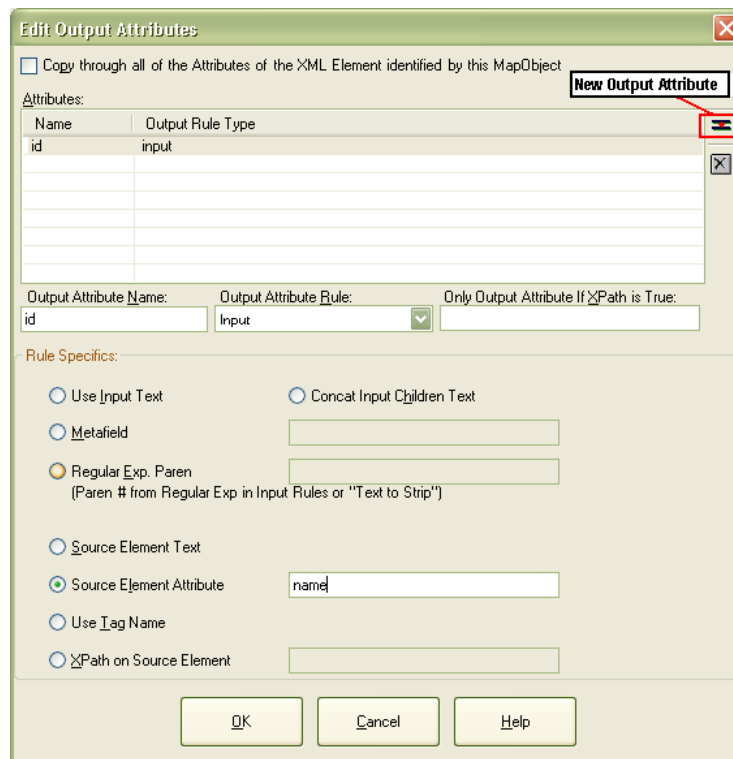 Edit Output Attributes
Copy through all of the Attributes of the XML Element identified by this MapObject
New Output Attribute
Attributes:
Name Output Rule Type
id input
Output Attribute Name: Output Attribute Rule: Only Output Attribute If XPath is True:
id Input
Rule Specifics:
Use Input Text Concat Input Children Text
Metafield
Regular Exp. Paren
(Paren # from Regular Exp in Input Rules or "Text to Strip")
Source Element Text
Source Element Attribute name
Use Tag Name
XPath on Source Element
OK Cancel Help